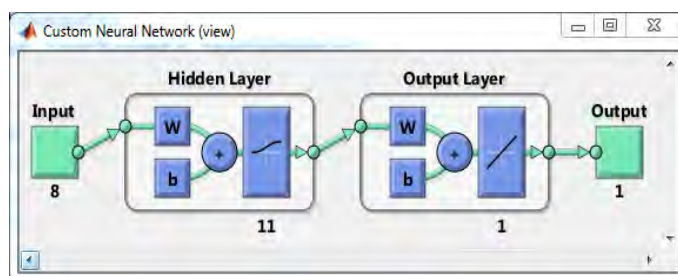 Custom Neural Network (view)
Hidden Layer
Output Layer
Input
Output
W
W
b
b
+
+
8
11
1
1